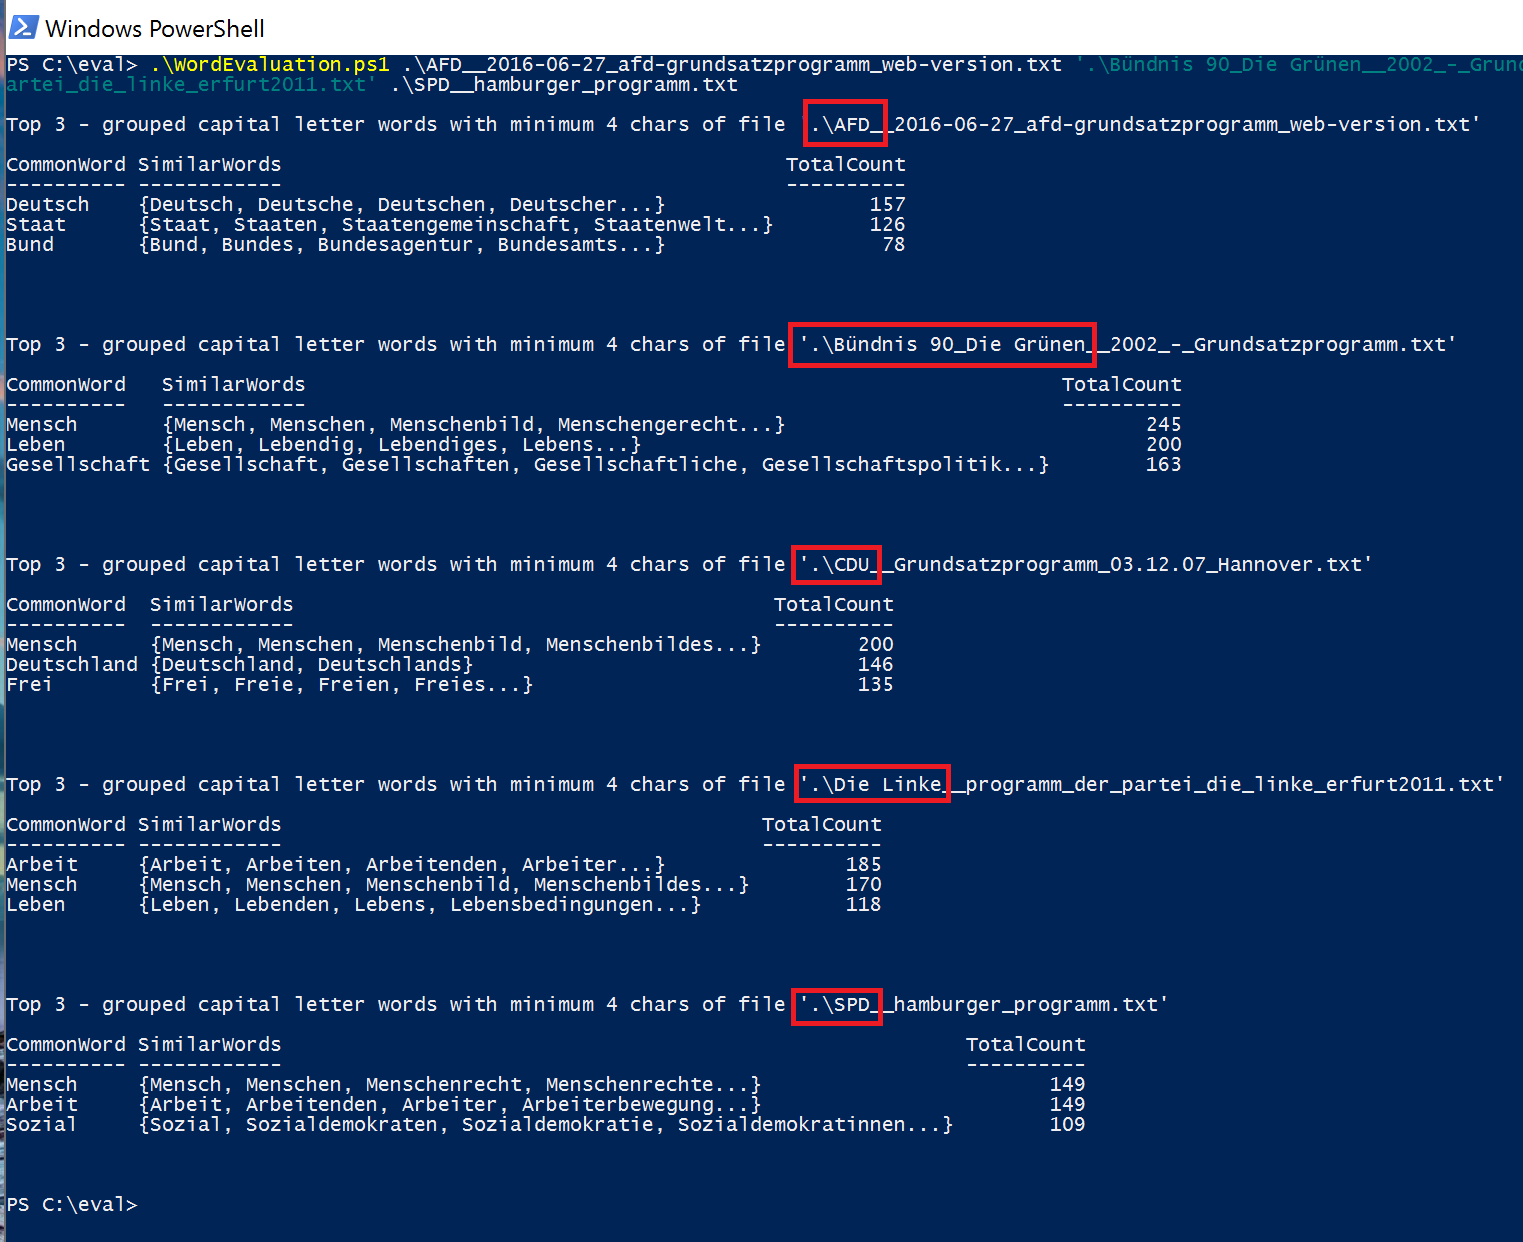 Windows PowerShell
PS C:\eval> .\WordEvaluation.ps1 .\AFD__2016-06-27_afd-grundsatzprogramm_web-version.txt '.\Bündnis 90_Die Grünen__2002_-_Grund
artei_die_linke_erfurt2011.txt' .\SPD__hamburger_programm.txt
Top 3 - grouped capital letter words with minimum 4 chars of file '.\AFD__2016-06-27_afd-grundsatzprogramm_web-version.txt'
CommonWord SimilarWords TotalCount
---------- ------------ ----------
Deutsch {Deutsch, Deutsche, Deutschen, Deutscher...} 157
Staat {Staat, Staaten, Staatengemeinschaft, Staatenwelt...} 126
Bund {Bund, Bundes, Bundesagentur, Bundesamts...} 78
Top 3 - grouped capital letter words with minimum 4 chars of file '.\Bündnis 90_Die Grünen__2002_-_Grundsatzprogramm.txt'
CommonWord SimilarWords TotalCount
---------- ------------ ----------
Mensch {Mensch, Menschen, Menschenbild, Menschengerecht...} 245
Leben {Leben, Lebendig, Lebendiges, Lebens...} 200
Gesellschaft {Gesellschaft, Gesellschaften, Gesellschaftliche, Gesellschaftspolitik...} 163
Top 3 - grouped capital letter words with minimum 4 chars of file '.\CDU__Grundsatzprogramm_03.12.07_Hannover.txt'
CommonWord SimilarWords TotalCount
---------- ------------ ----------
Mensch {Mensch, Menschen, Menschenbild, Menschenbildes...} 200
Deutschland {Deutschland, Deutschlands} 146
Frei {Frei, Freie, Freien, Freies...} 135
Top 3 - grouped capital letter words with minimum 4 chars of file '.\Die Linke__programm_der_partei_die_linke_erfurt2011.txt'
CommonWord SimilarWords TotalCount
---------- ------------ ----------
Arbeit {Arbeit, Arbeiten, Arbeitenden, Arbeiter...} 185
Mensch {Mensch, Menschen, Menschenbild, Menschenbildes...} 170
Leben {Leben, Lebenden, Lebens, Lebensbedingungen...} 118
Top 3 - grouped capital letter words with minimum 4 chars of file '.\SPD__hamburger_programm.txt'
CommonWord SimilarWords TotalCount
---------- ------------ ----------
Mensch {Mensch, Menschen, Menschenrecht, Menschenrechte...} 149
Arbeit {Arbeit, Arbeitenden, Arbeiter, Arbeiterbewegung...} 149
Sozial {Sozial, Sozialdemokraten, Sozialdemokratie, Sozialdemokratinnen...} 109
PS C:\eval>